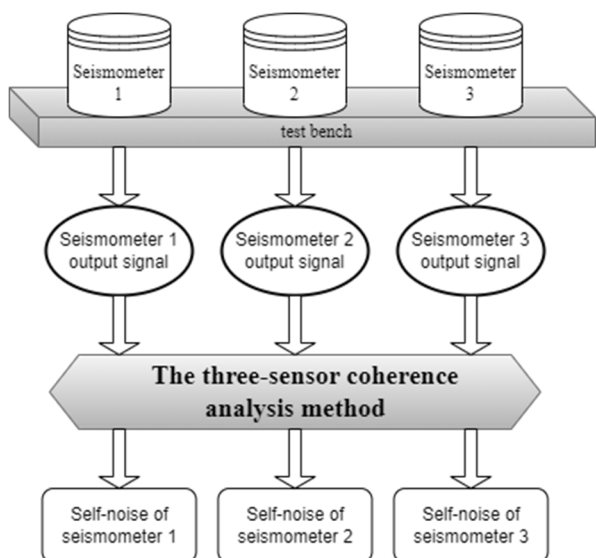 Seismometer
1
Seismometer
2
Seismometer
3
test bench
Seismometer 1
output signal
Seismometer 2
output signal
Seismometer 3
output signal
The three-sensor coherence
analysis method
Self-noise of
seismometer 1
Self-noise of
seismometer 2
Self-noise of
seismometer 3